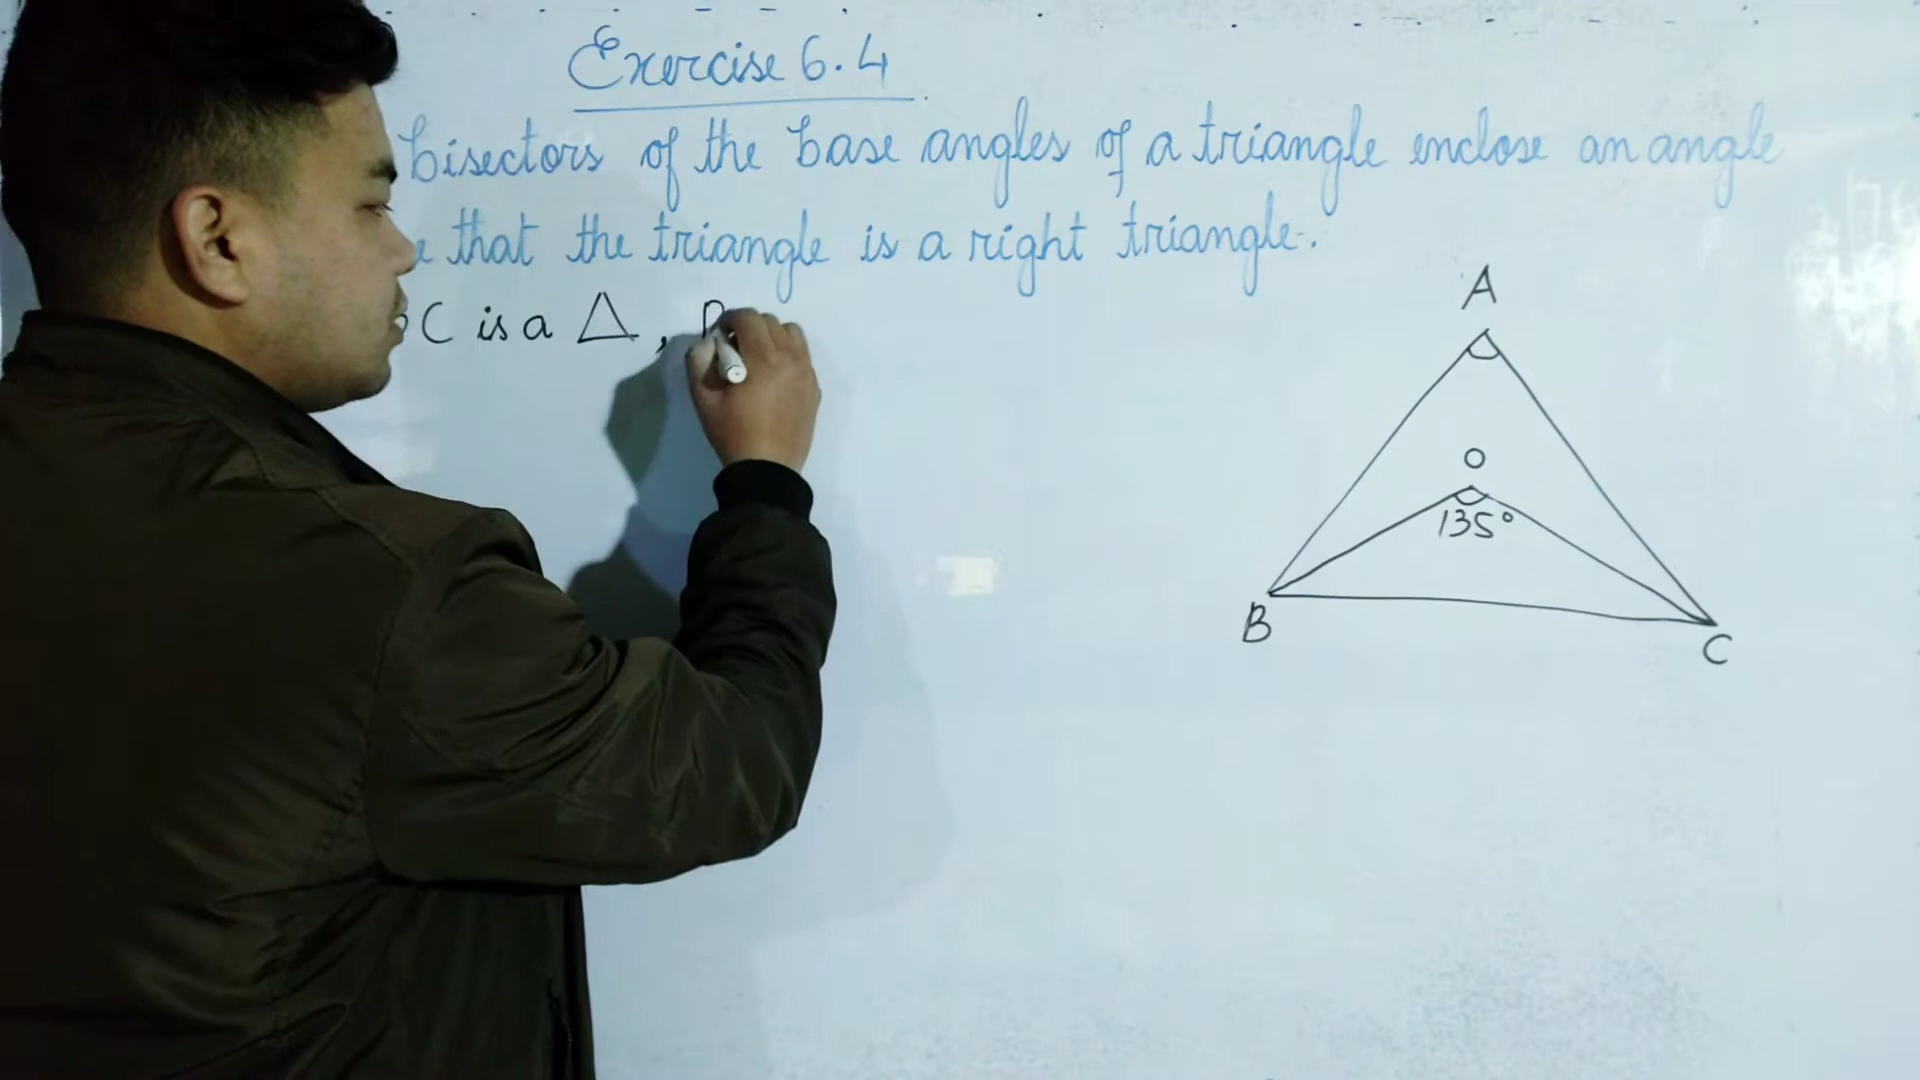 Exercise 6.4
bisectors of the base angles of a triangle enclose an angle
that the triangle is a right triangle.
C is a △,
A
O
135°
B
C